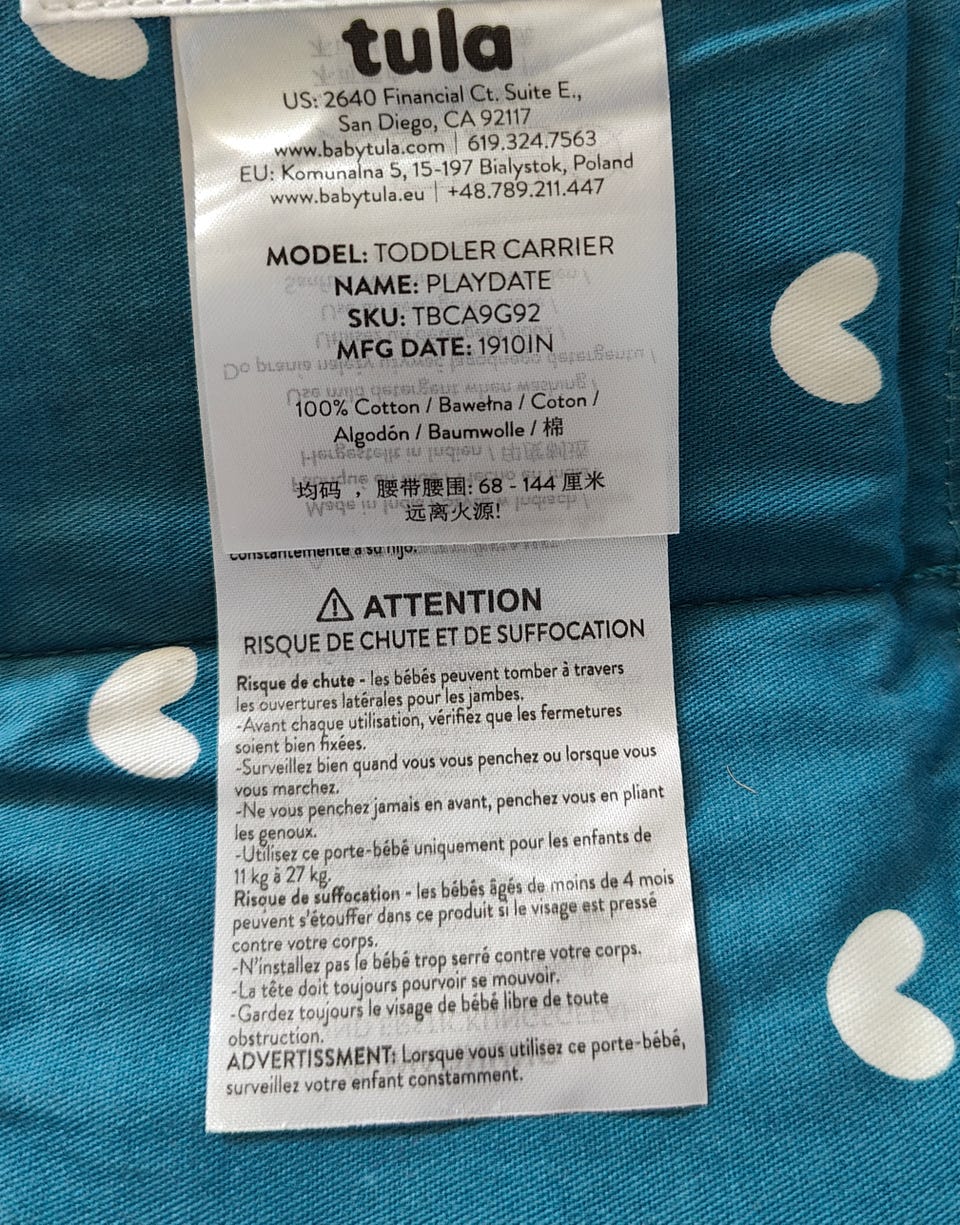 tula
US: 2640 Financial Ct. Suite E.,
San Diego, CA 92117
www.babytula.com | 619.324.7563
EU: Komunalna 5, 15-197 Bialystok, Poland
www.babytula.eu | +48.789.211.447
MODEL: TODDLER CARRIER
NAME: PLAYDATE
SKU: TBCA9G92
MFG DATE: 1910IN
100% Cotton / Bawełna / Coton /
Algodón / Baumwolle / 棉
均码 ，腰带腰围: 68 - 144 厘米
远离火源!
constantemente a su hijo.
⚠ ATTENTION
RISQUE DE CHUTE ET DE SUFFOCATION
Risque de chute - les bébés peuvent tomber à travers
les ouvertures latérales pour les jambes.
-Avant chaque utilisation, vérifiez que les fermetures
soient bien fixées.
-Surveillez bien quand vous vous penchez ou lorsque vous
vous marchez.
-Ne vous penchez jamais en avant, penchez vous en pliant
les genoux.
-Utilisez ce porte-bébé uniquement pour les enfants de
11 kg à 27 kg.
Risque de suffocation - les bébés âgés de moins de 4 mois
peuvent s'étouffer dans ce produit si le visage est pressé
contre votre corps.
-N'installez pas le bébé trop serré contre votre corps.
-La tête doit toujours pourvoir se mouvoir.
-Gardez toujours le visage de bébé libre de toute
obstruction.
ADVERTISSMENT: Lorsque vous utilisez ce porte-bébé,
surveillez votre enfant constamment.